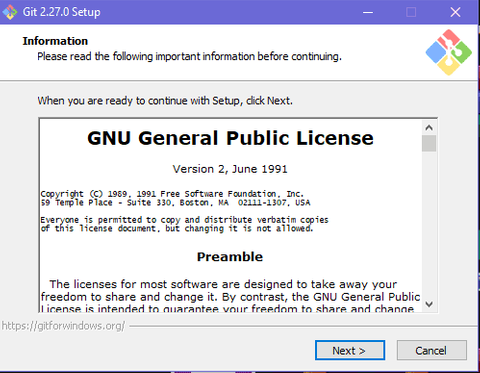 Git 2.27.0 Setup
Information
Please read the following important information before continuing.
When you are ready to continue with Setup, click Next.
GNU General Public License
Version 2, June 1991
Copyright (C) 1989, 1991 Free Software Foundation, Inc.
59 Temple Place - Suite 330, Boston, MA  02111-1307, USA
Everyone is permitted to copy and distribute verbatim copies
of this license document, but changing it is not allowed.
Preamble
The licenses for most software are designed to take away your
freedom to share and change it. By contrast, the GNU General Public
License is intended to guarantee your freedom to share and change
https://gitforwindows.org/
Next >
Cancel